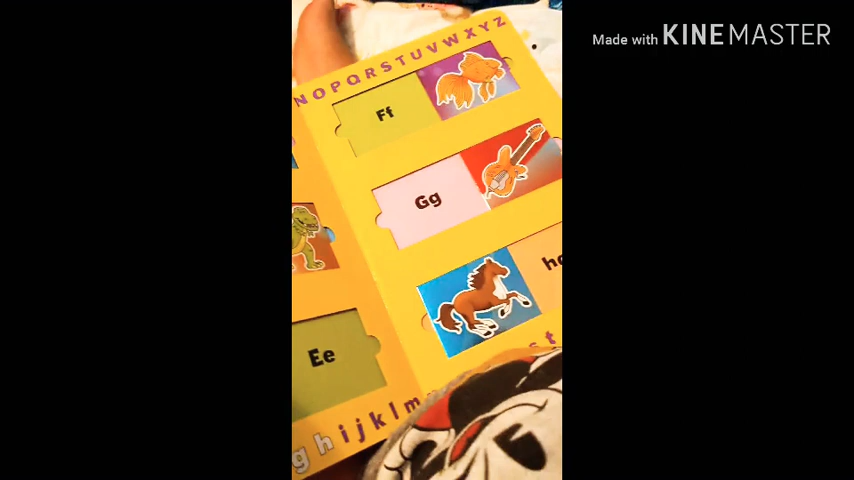 Made with KINEMASTER
NOPQRSTUVWXYZ
Ff
Gg
Ee
ghijklm